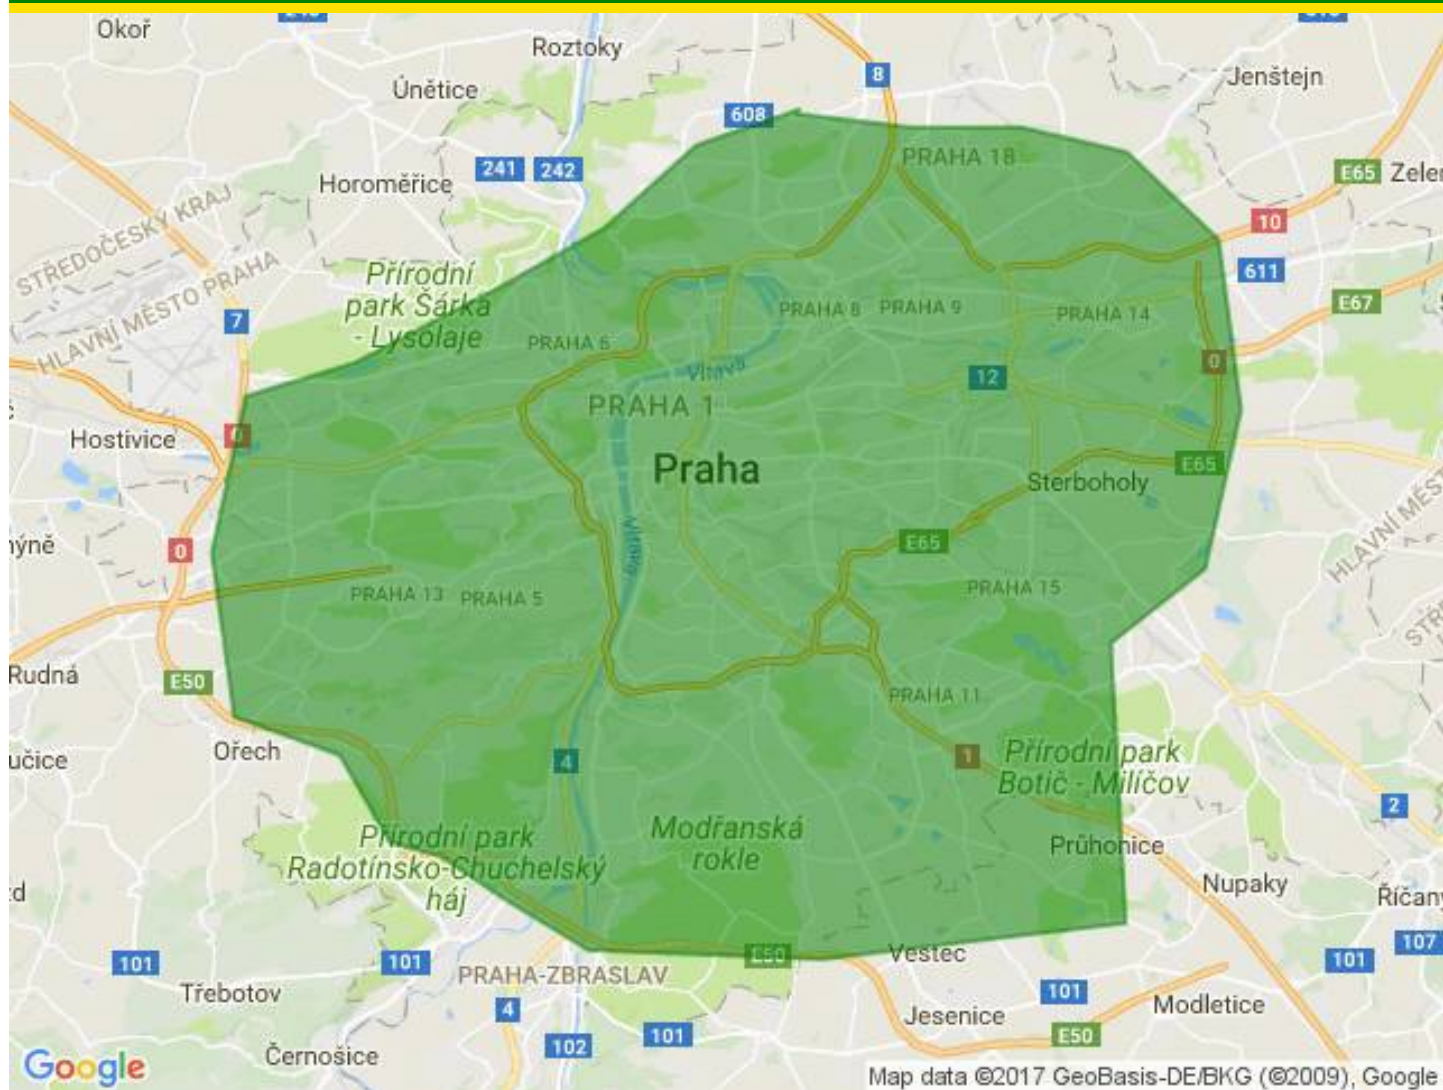 Okoř
Roztoky
Únětice
8
Jenštejn
608
241
242
PRAHA 18
E65
Horoměřice
10
STŘEDOČESKÝ KRAJ
HLAVNÍ MĚSTO PRAHA
Přírodní
park Šárka
- Lysolaje
611
7
PRAHA 8
PRAHA 9
PRAHA 14
E67
PRAHA 6
0
Vltava
12
PRAHA 1
0
Hostivice
Praha
E65
Sterboholy
Vltava
E65
0
PRAHA 13
PRAHA 5
PRAHA 15
Rudná
E50
PRAHA 11
Ořech
4
1
Přírodní park
Botič - Milíčov
2
Přírodní park
Radotínsko-Chuchelský
háj
Modřanská
rokle
Průhonice
Nupaky
101
101
PRAHA-ZBRASLAV
E50
Vestec
107
101
Třebotov
4
101
Modletice
Jesenice
101
E50
102
Černošice
Google
Map data ©2017 GeoBasis-DE/BKG (©2009), Google